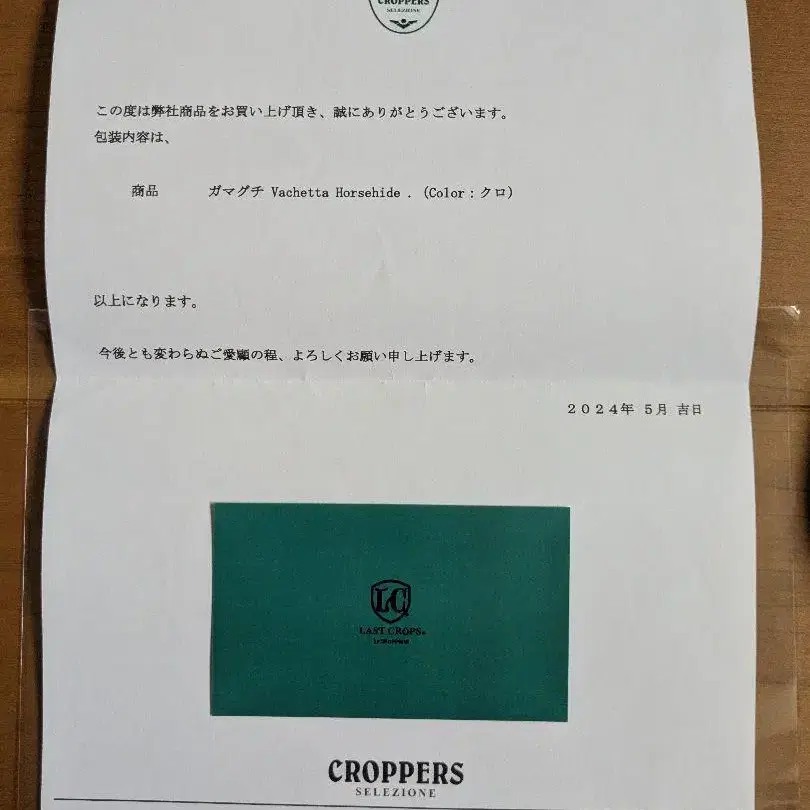 CROPPERS
SELEZIONE
この度は弊社商品をお買い上げ頂き、誠にありがとうございます。
包装内容は、
商品 ガマグチ Vachetta Horsehide . (Color：クロ)
以上になります。
今後とも変わらぬご愛顧の程、よろしくお願い申し上げます。
２０２４年 ５月 吉日
LC
LAST CROPS
CROPPERS
SELEZIONE